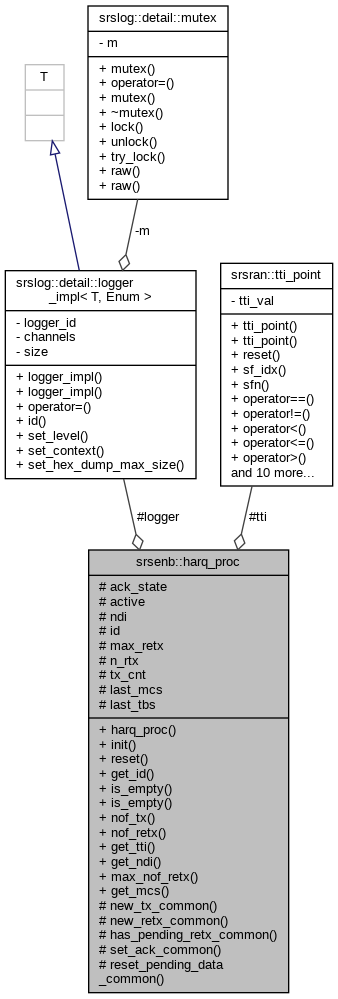 srslog::detail::mutex
- m
+ mutex()
+ operator=()
+ mutex()
+ ~mutex()
+ lock()
+ unlock()
+ try_lock()
+ raw()
+ raw()
T
-m
srslog::detail::logger
_impl< T, Enum >
- logger_id
- channels
- size
+ logger_impl()
+ logger_impl()
+ operator=()
+ id()
+ set_level()
+ set_context()
+ set_hex_dump_max_size()
srsran::tti_point
- tti_val
+ tti_point()
+ tti_point()
+ reset()
+ sf_idx()
+ sfn()
+ operator==()
+ operator!=()
+ operator<()
+ operator<=()
+ operator>()
and 10 more...
#logger
#tti
srsenb::harq_proc
# ack_state
# active
# ndi
# id
# max_retx
# n_rtx
# tx_cnt
# last_mcs
# last_tbs
+ harq_proc()
+ init()
+ reset()
+ get_id()
+ is_empty()
+ is_empty()
+ nof_tx()
+ nof_retx()
+ get_tti()
+ get_ndi()
+ max_nof_retx()
+ get_mcs()
# new_tx_common()
# new_retx_common()
# has_pending_retx_common()
# set_ack_common()
# reset_pending_data
_common()